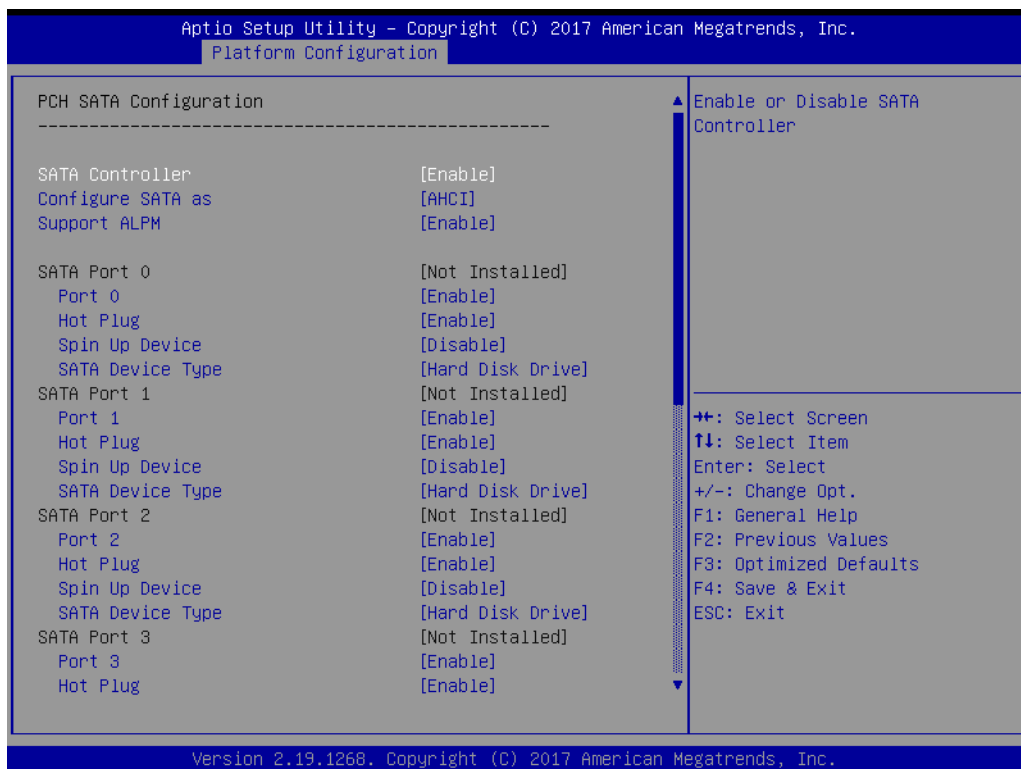 Aptio Setup Utility – Copyright (C) 2017 American Megatrends, Inc.
Platform Configuration
PCH SATA Configuration
--------------------------------------------------
SATA Controller [Enable]
Configure SATA as [AHCI]
Support ALPM [Enable]
SATA Port 0 [Not Installed]
Port 0 [Enable]
Hot Plug [Enable]
Spin Up Device [Disable]
SATA Device Type [Hard Disk Drive]
SATA Port 1 [Not Installed]
Port 1 [Enable]
Hot Plug [Enable]
Spin Up Device [Disable]
SATA Device Type [Hard Disk Drive]
SATA Port 2 [Not Installed]
Port 2 [Enable]
Hot Plug [Enable]
Spin Up Device [Disable]
SATA Device Type [Hard Disk Drive]
SATA Port 3 [Not Installed]
Port 3 [Enable]
Hot Plug [Enable]
Enable or Disable SATA
Controller
→←: Select Screen
↑↓: Select Item
Enter: Select
+/-: Change Opt.
F1: General Help
F2: Previous Values
F3: Optimized Defaults
F4: Save & Exit
ESC: Exit
Version 2.19.1268. Copyright (C) 2017 American Megatrends, Inc.